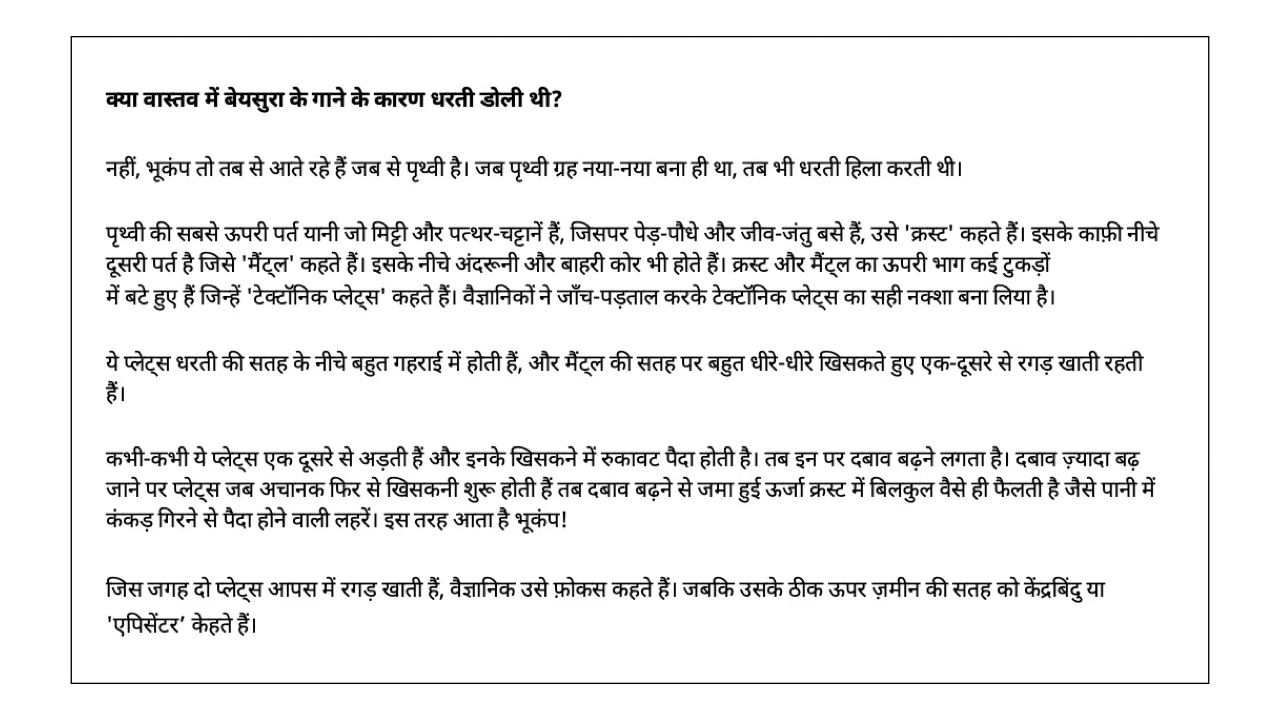 क्या वास्तव में बेयसुरा के गाने के कारण धरती डोली थी?
नहीं, भूकंप तो तब से आते रहे हैं जब से पृथ्वी है। जब पृथ्वी ग्रह नया-नया बना ही था, तब भी धरती हिला करती थी।
पृथ्वी की सबसे ऊपरी पर्त यानी जो मिट्टी और पत्थर-चट्टानें हैं, जिसपर पेड़-पौधे और जीव-जंतु बसे हैं, उसे 'क्रस्ट' कहते हैं। इसके काफ़ी नीचे
दूसरी पर्त है जिसे 'मैंट्ल' कहते हैं। इसके नीचे अंदरूनी और बाहरी कोर भी होते हैं। क्रस्ट और मैंट्ल का ऊपरी भाग कई टुकड़ों
में बटे हुए हैं जिन्हें 'टेक्टॉनिक प्लेट्स' कहते हैं। वैज्ञानिकों ने जाँच-पड़ताल करके टेक्टॉनिक प्लेट्स का सही नक्शा बना लिया है।
ये प्लेट्स धरती की सतह के नीचे बहुत गहराई में होती हैं, और मैंट्ल की सतह पर बहुत धीरे-धीरे खिसकते हुए एक-दूसरे से रगड़ खाती रहती
हैं।
कभी-कभी ये प्लेट्स एक दूसरे से अड़ती हैं और इनके खिसकने में रुकावट पैदा होती है। तब इन पर दबाव बढ़ने लगता है। दबाव ज़्यादा बढ़
जाने पर प्लेट्स जब अचानक फिर से खिसकनी शुरू होती हैं तब दबाव बढ़ने से जमा हुई ऊर्जा क्रस्ट में बिलकुल वैसे ही फैलती है जैसे पानी में
कंकड़ गिरने से पैदा होने वाली लहरें। इस तरह आता है भूकंप!
जिस जगह दो प्लेट्स आपस में रगड़ खाती हैं, वैज्ञानिक उसे फ़ोकस कहते हैं। जबकि उसके ठीक ऊपर ज़मीन की सतह को केंद्रबिंदु या
'एपिसेंटर’ केहते हैं।